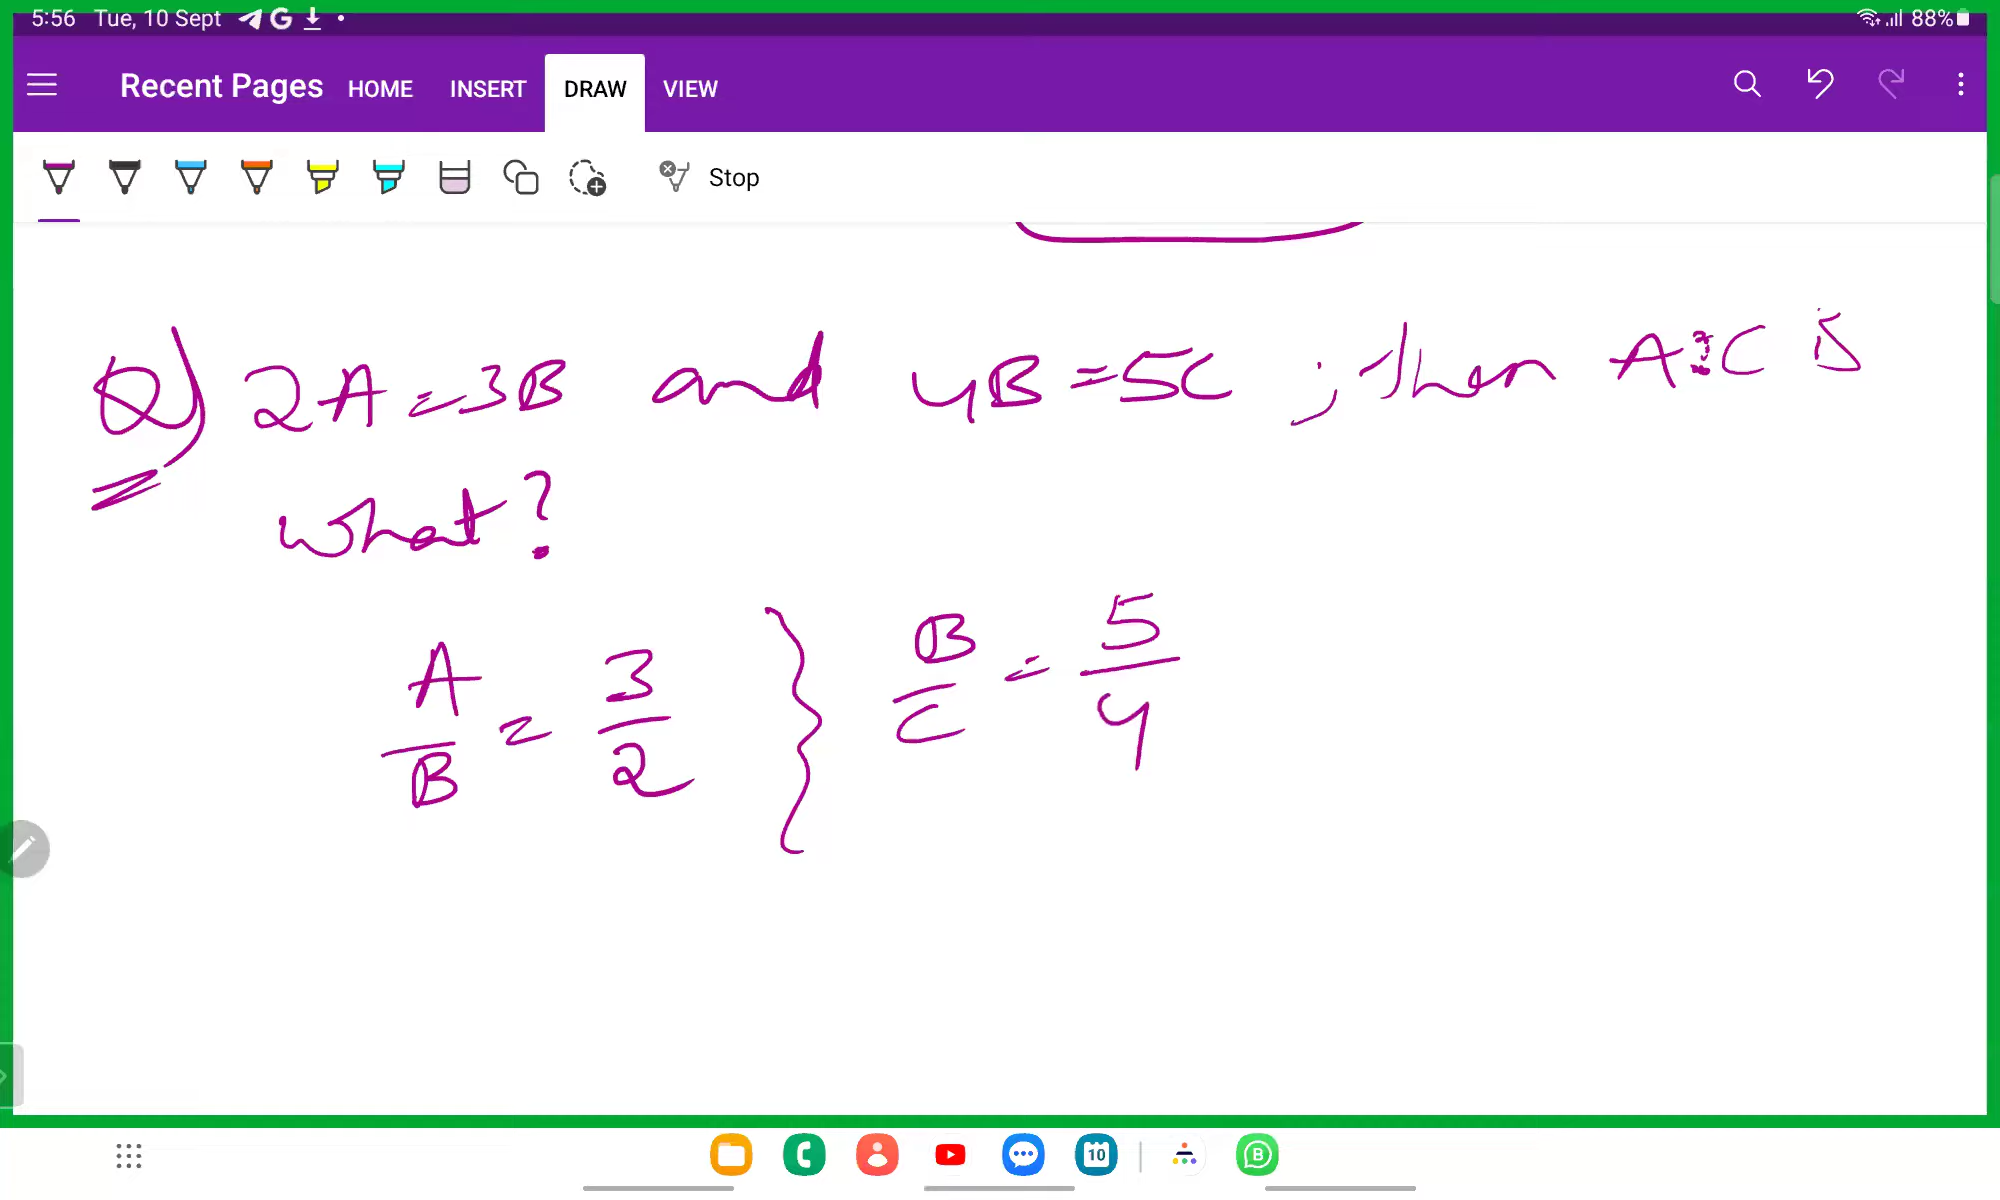 5:56 Tue, 10 Sept G 88%
Recent Pages HOME INSERT DRAW VIEW
Stop
Q) 2A=3B and 4B=5C ; then A:C is
what?
A/B = 3/2 } B/C = 5/4
10 B